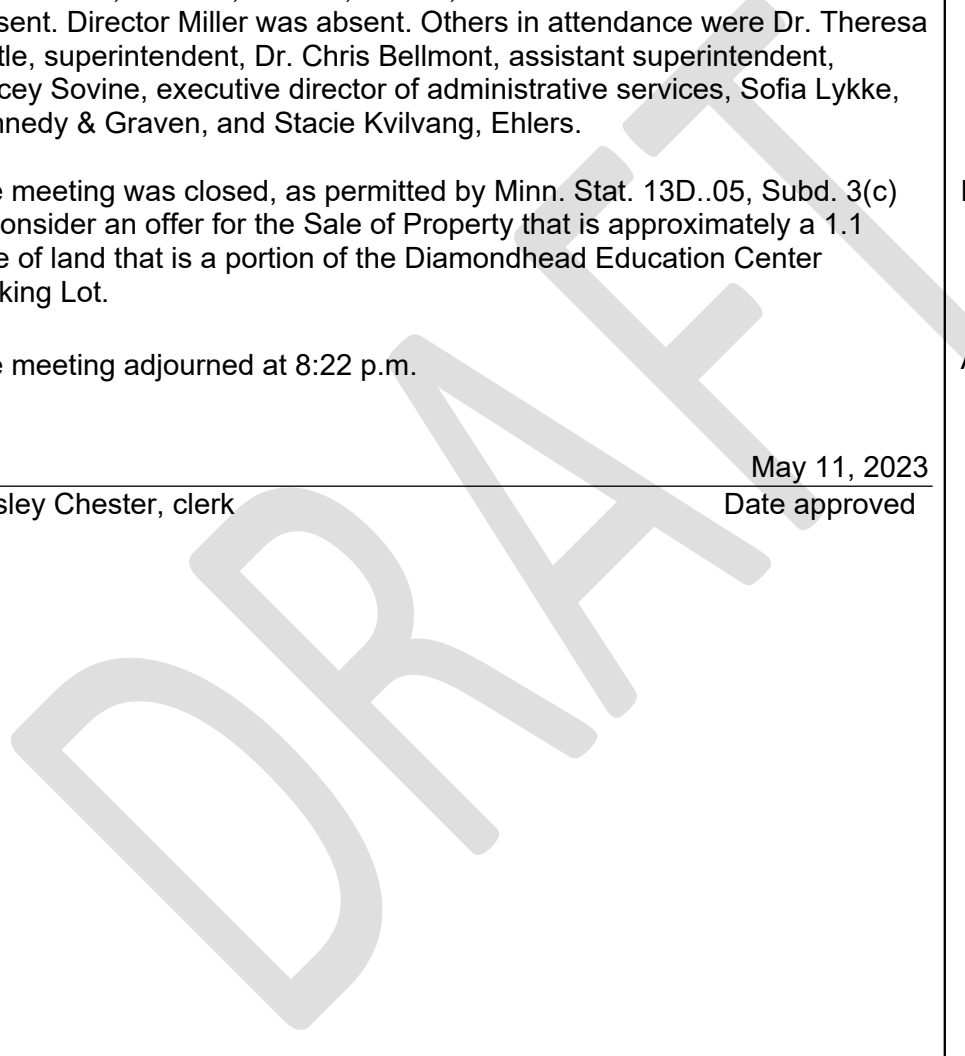 sent. Director Miller was absent. Others in attendance were Dr. Theresa
tle, superintendent, Dr. Chris Bellmont, assistant superintendent,
cey Sovine, executive director of administrative services, Sofia Lykke,
nnedy & Graven, and Stacie Kvilvang, Ehlers.
e meeting was closed, as permitted by Minn. Stat. 13D..05, Subd. 3(c)
onsider an offer for the Sale of Property that is approximately a 1.1
e of land that is a portion of the Diamondhead Education Center
king Lot.
e meeting adjourned at 8:22 p.m.
May 11, 2023
sley Chester, clerk Date approved
DRAFT